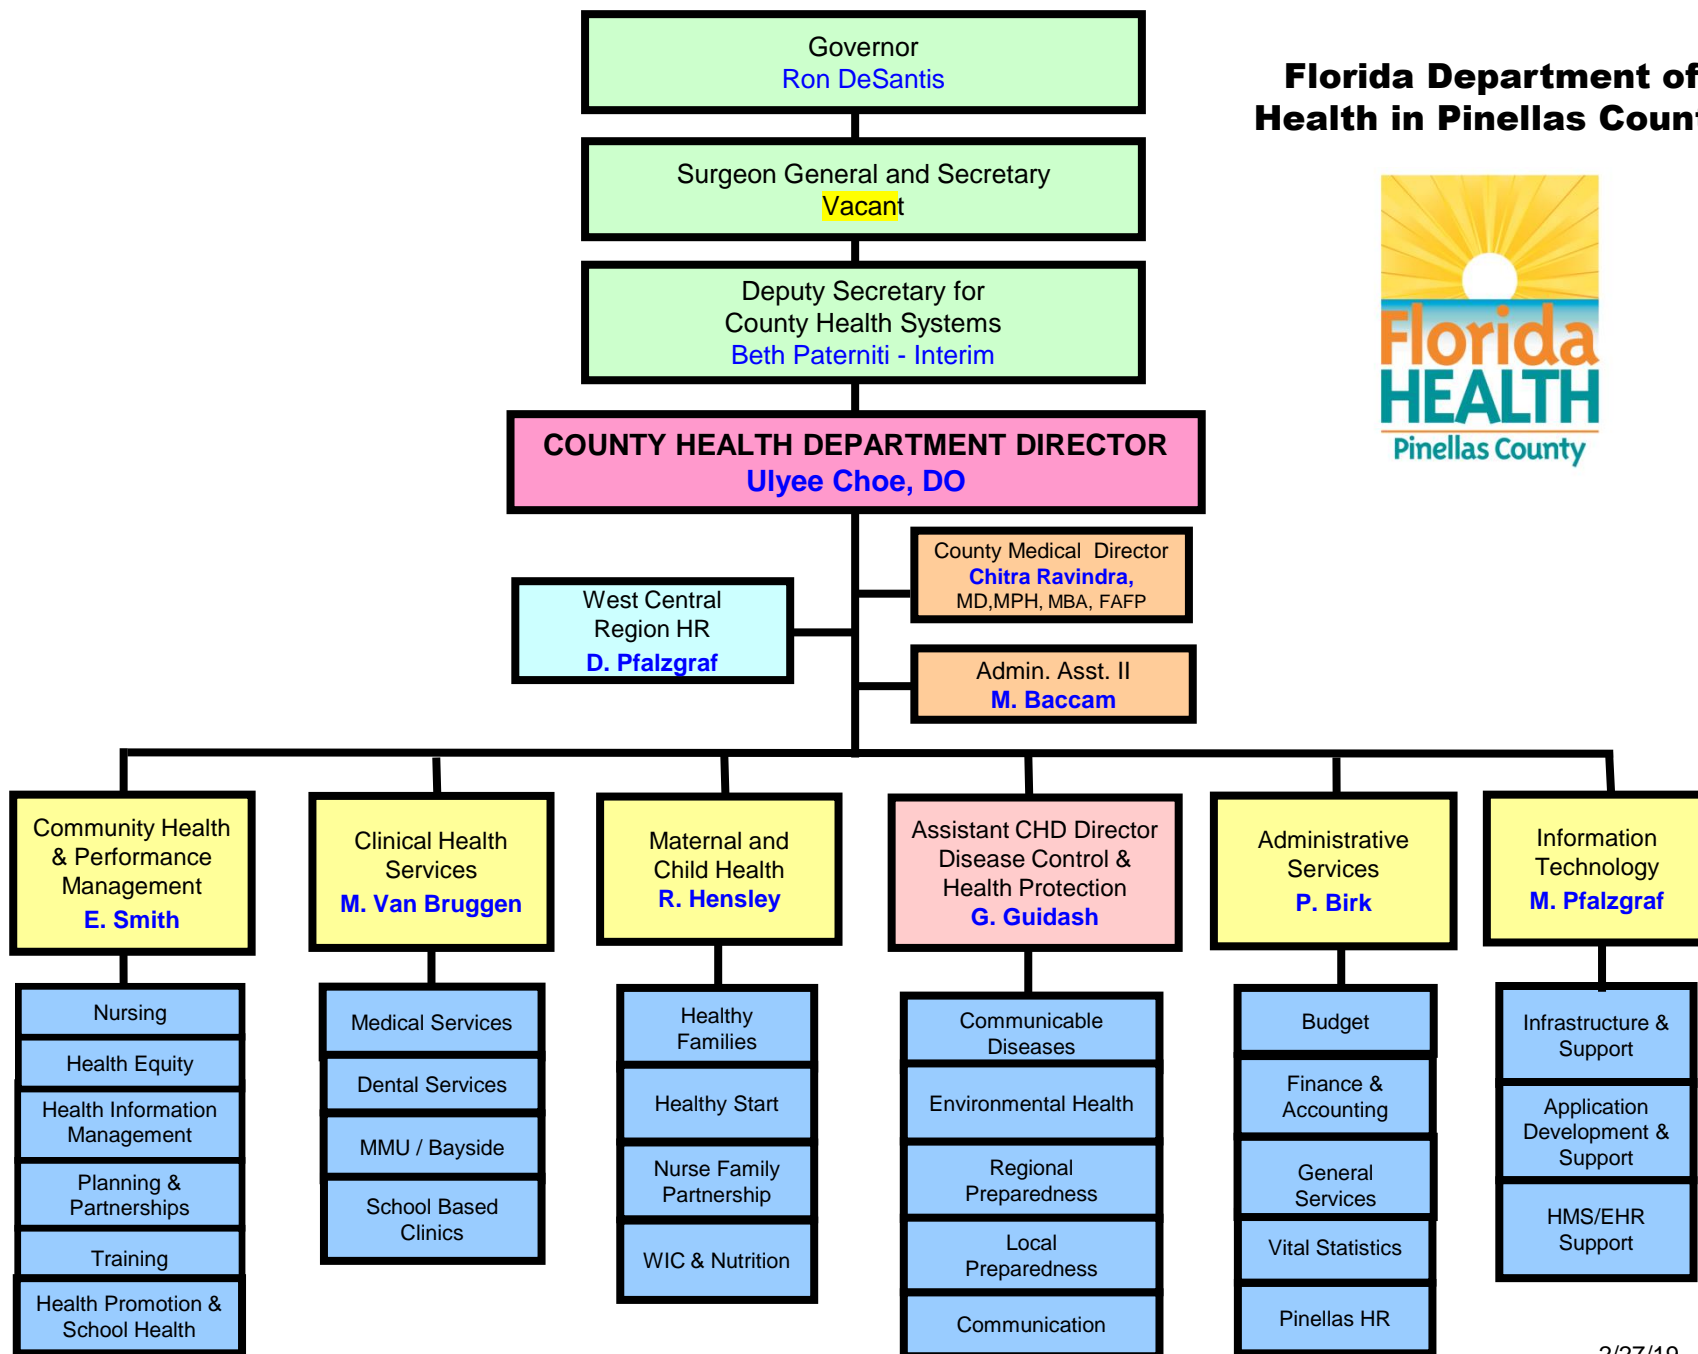 Governor
Ron DeSantis
Florida Department of
Health in Pinellas Count
Surgeon General and Secretary
Vacant
Florida
HEALTH
Pinellas County
Deputy Secretary for
County Health Systems
Beth Paterniti - Interim
COUNTY HEALTH DEPARTMENT DIRECTOR
Ulyee Choe, DO
County Medical Director
Chitra Ravindra,
MD,MPH, MBA, FAFP
West Central
Region HR
D. Pfalzgraf
Admin. Asst. II
M. Baccam
Community Health
& Performance
Management
E. Smith
Clinical Health
Services
M. Van Bruggen
Maternal and
Child Health
R. Hensley
Assistant CHD Director
Disease Control &
Health Protection
G. Guidash
Administrative
Services
P. Birk
Information
Technology
M. Pfalzgraf
Nursing
Health Equity
Health Information
Management
Planning &
Partnerships
Training
Health Promotion &
School Health
Medical Services
Dental Services
MMU / Bayside
School Based
Clinics
Healthy
Families
Healthy Start
Nurse Family
Partnership
WIC & Nutrition
Communicable
Diseases
Environmental Health
Regional
Preparedness
Local
Preparedness
Communication
Budget
Finance &
Accounting
General
Services
Vital Statistics
Pinellas HR
Infrastructure &
Support
Application
Development &
Support
HMS/EHR
Support
2/27/19